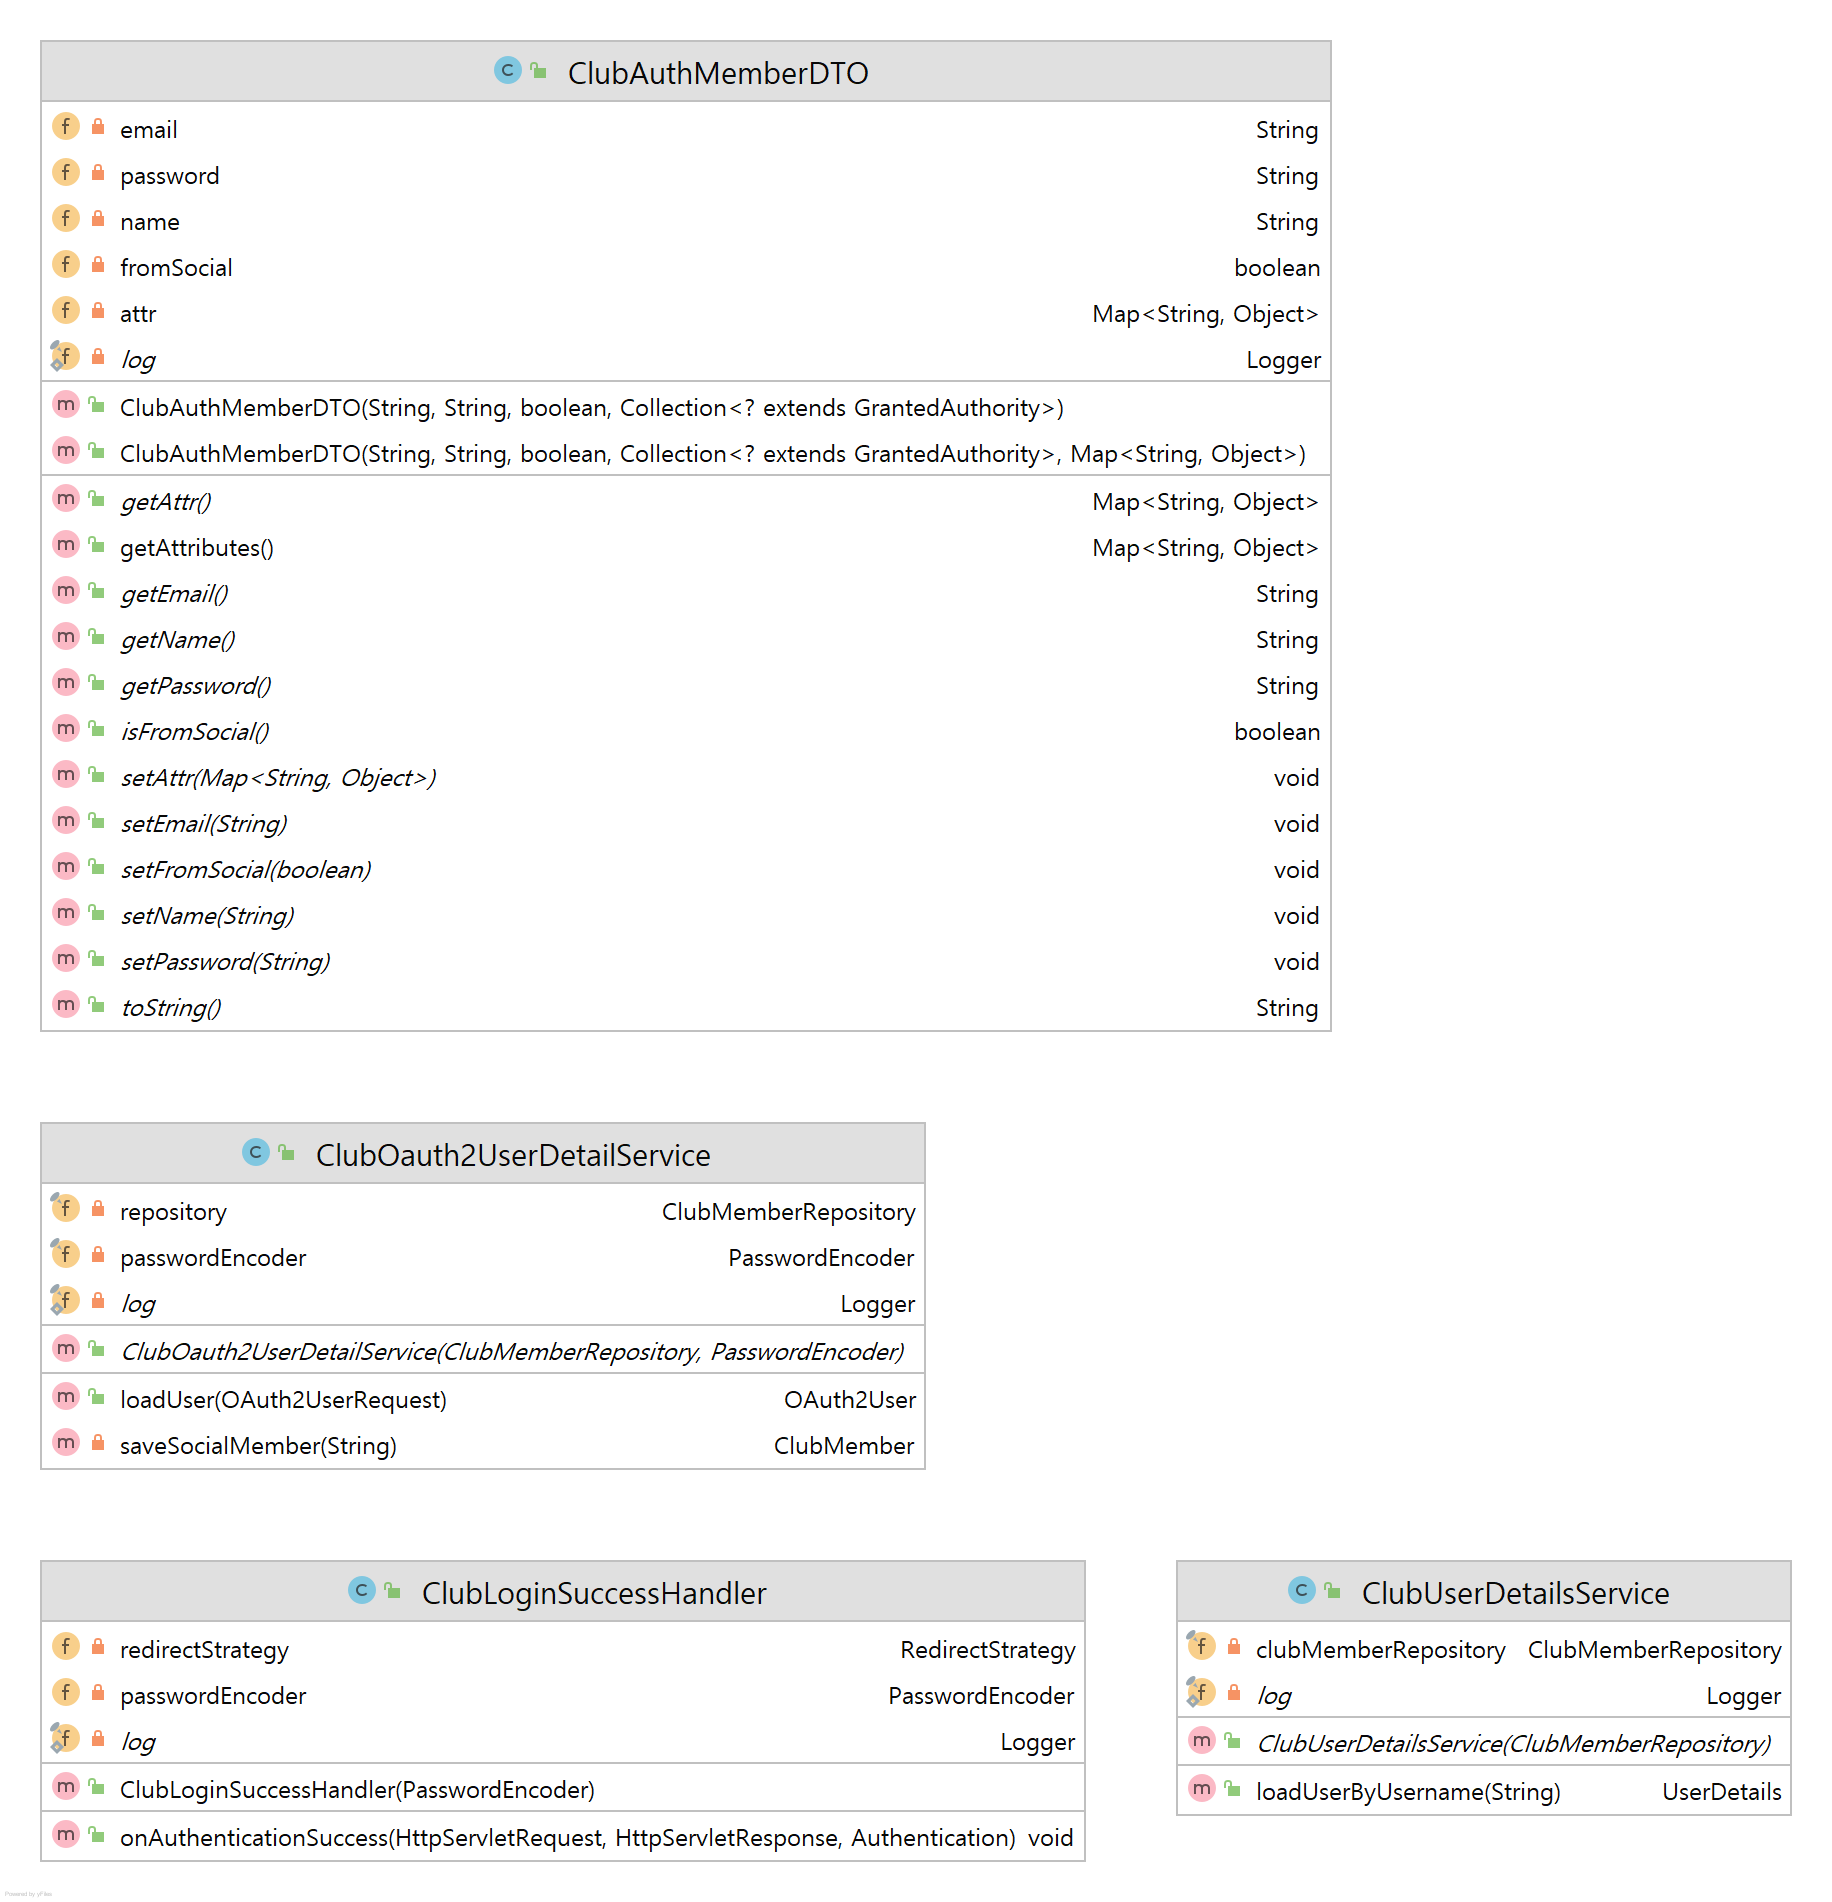 ClubAuthMemberDTO
email String
password String
name String
fromSocial boolean
attr Map<String, Object>
log Logger
ClubAuthMemberDTO(String, String, boolean, Collection<? extends GrantedAuthority>)
ClubAuthMemberDTO(String, String, boolean, Collection<? extends GrantedAuthority>, Map<String, Object>)
getAttr() Map<String, Object>
getAttributes() Map<String, Object>
getEmail() String
getName() String
getPassword() String
isFromSocial() boolean
setAttr(Map<String, Object>) void
setEmail(String) void
setFromSocial(boolean) void
setName(String) void
setPassword(String) void
toString() String
ClubOauth2UserDetailService
repository ClubMemberRepository
passwordEncoder PasswordEncoder
log Logger
ClubOauth2UserDetailService(ClubMemberRepository, PasswordEncoder)
loadUser(OAuth2UserRequest) OAuth2User
saveSocialMember(String) ClubMember
ClubLoginSuccessHandler
redirectStrategy RedirectStrategy
passwordEncoder PasswordEncoder
log Logger
ClubLoginSuccessHandler(PasswordEncoder)
onAuthenticationSuccess(HttpServletRequest, HttpServletResponse, Authentication) void
ClubUserDetailsService
clubMemberRepository ClubMemberRepository
log Logger
ClubUserDetailsService(ClubMemberRepository)
loadUserByUsername(String) UserDetails
Powered by yFiles